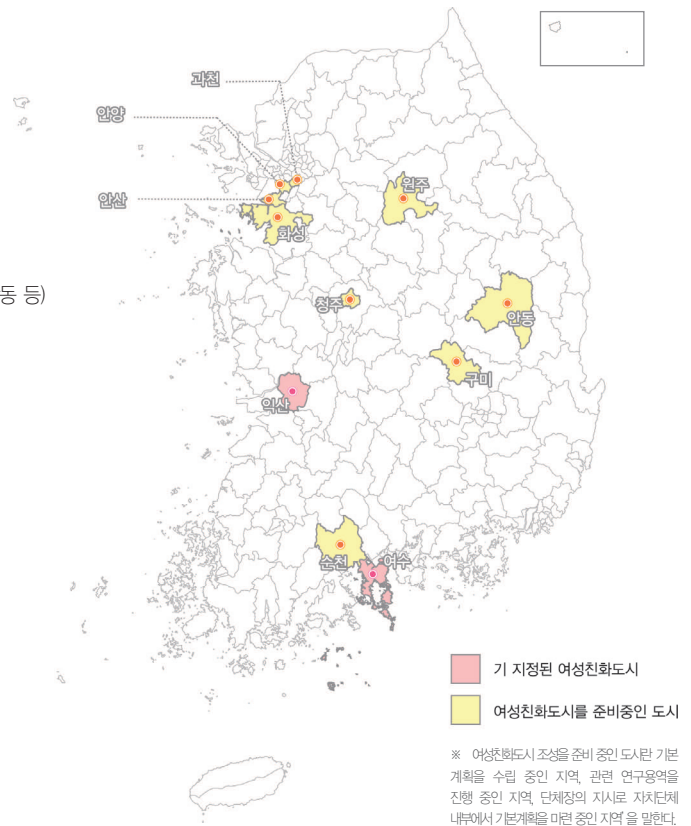 과천
안양
안산
원주
화성
동 등)
청주
안동
구미
익산
순천
여수
기 지정된 여성친화도시
여성친화도시를 준비중인 도시
※ 여성친화도시 조성을 준비 중인 도시란 기본
계획을 수립 중인 지역, 관련 연구용역을
진행 중인 지역, 단체장의 지시로 자치단체
내부에서 기본계획을 마련 중인 지역' 을 말한다.